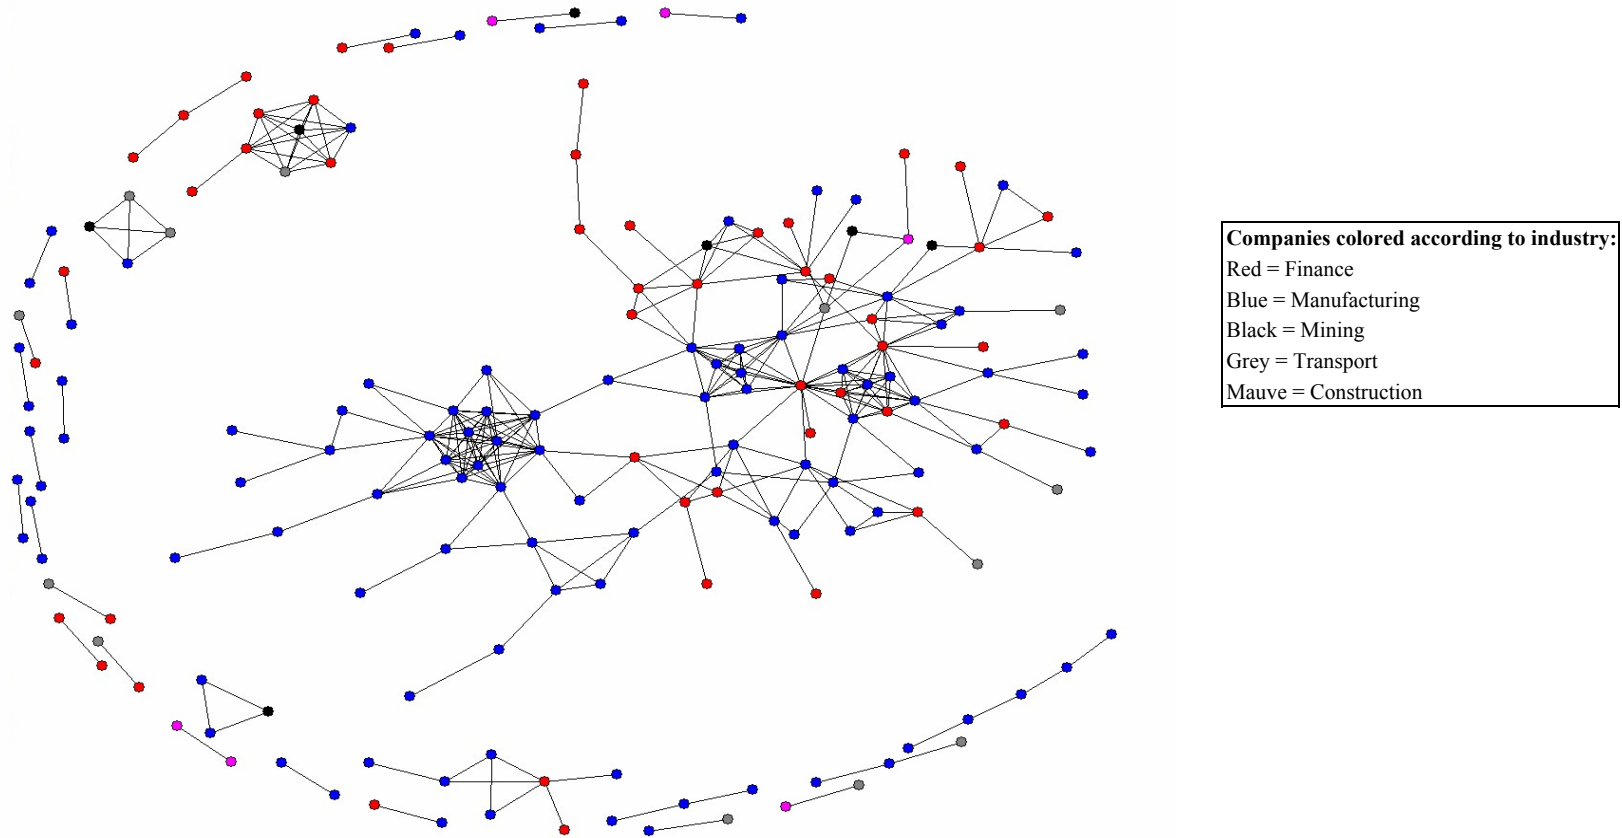 Companies colored according to industry:
Red = Finance
Blue = Manufacturing
Black = Mining
Grey = Transport
Mauve = Construction